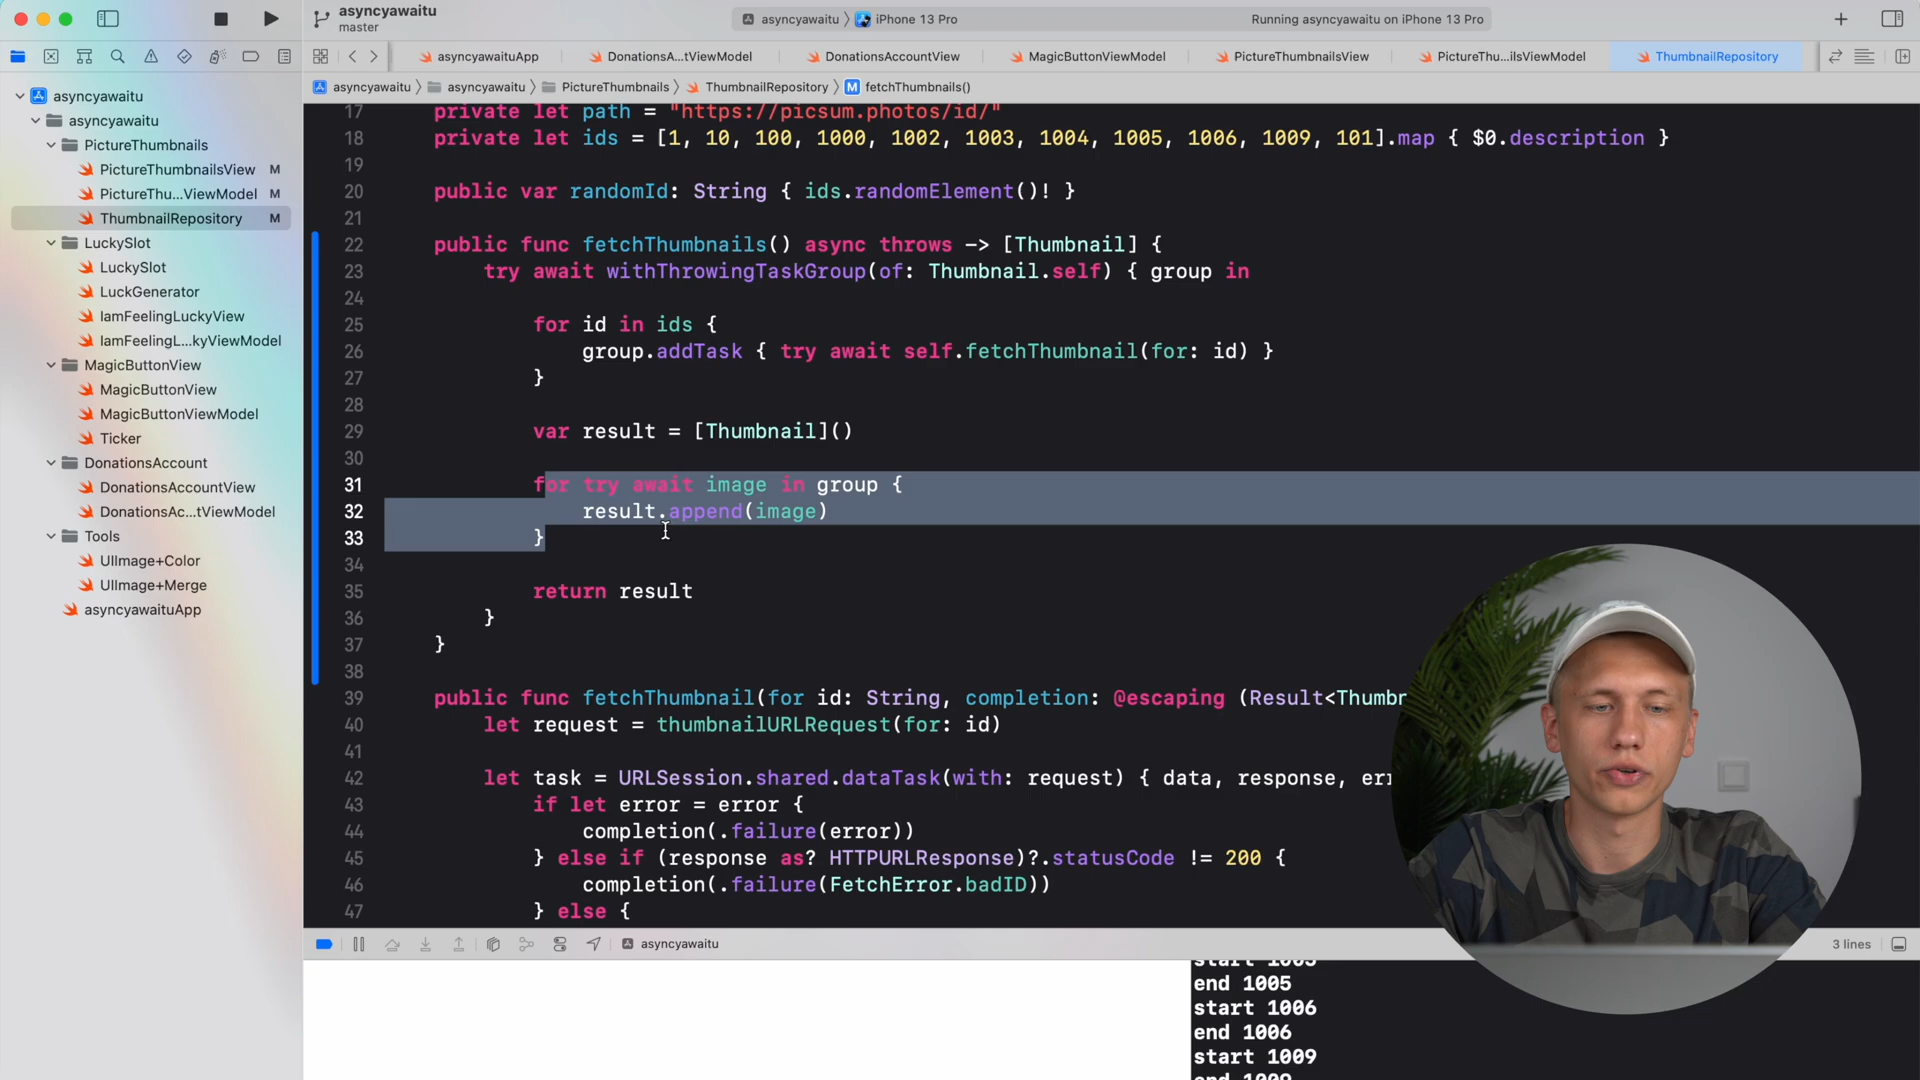 asyncyawaitu
master
asyncyawaitu
iPhone 13 Pro
Running asyncyawaitu on iPhone 13 Pro
asyncyawaituApp
DonationsA...tViewModel
DonationsAccountView
MagicButtonViewModel
PictureThumbnailsView
PictureThu...ilsViewModel
ThumbnailRepository
asyncyawaitu
asyncyawaitu
PictureThumbnails
ThumbnailRepository
M fetchThumbnails()
asyncyawaitu
asyncyawaitu
PictureThumbnails
PictureThumbnailsView M
PictureThu...ViewModel M
ThumbnailRepository M
LuckySlot
LuckySlot
LuckGenerator
IamFeelingLuckyView
IamFeelingL...kyViewModel
MagicButtonView
MagicButtonView
MagicButtonViewModel
Ticker
DonationsAccount
DonationsAccountView
DonationsAc...tViewModel
Tools
UIImage+Color
UIImage+Merge
asyncyawaituApp
17 private let path = "https://picsum.photos/id/"
18 private let ids = [1, 10, 100, 1000, 1002, 1003, 1004, 1005, 1006, 1009, 101].map { $0.description }
19
20 public var randomId: String { ids.randomElement()! }
21
22 public func fetchThumbnails() async throws -> [Thumbnail] {
23 try await withThrowingTaskGroup(of: Thumbnail.self) { group in
24
25 for id in ids {
26 group.addTask { try await self.fetchThumbnail(for: id) }
27 }
28
29 var result = [Thumbnail]()
30
31 for try await image in group {
32 result.append(image)
33 }
34
35 return result
36 }
37 }
38
39 public func fetchThumbnail(for id: String, completion: @escaping (Result<Thumbn
40 let request = thumbnailURLRequest(for: id)
41
42 let task = URLSession.shared.dataTask(with: request) { data, response, err
43 if let error = error {
44 completion(.failure(error))
45 } else if (response as? HTTPURLResponse)?.statusCode != 200 {
46 completion(.failure(FetchError.badID))
47 } else {
asyncyawaitu
3 lines
start 1005
end 1005
start 1006
end 1006
start 1009
end 1009